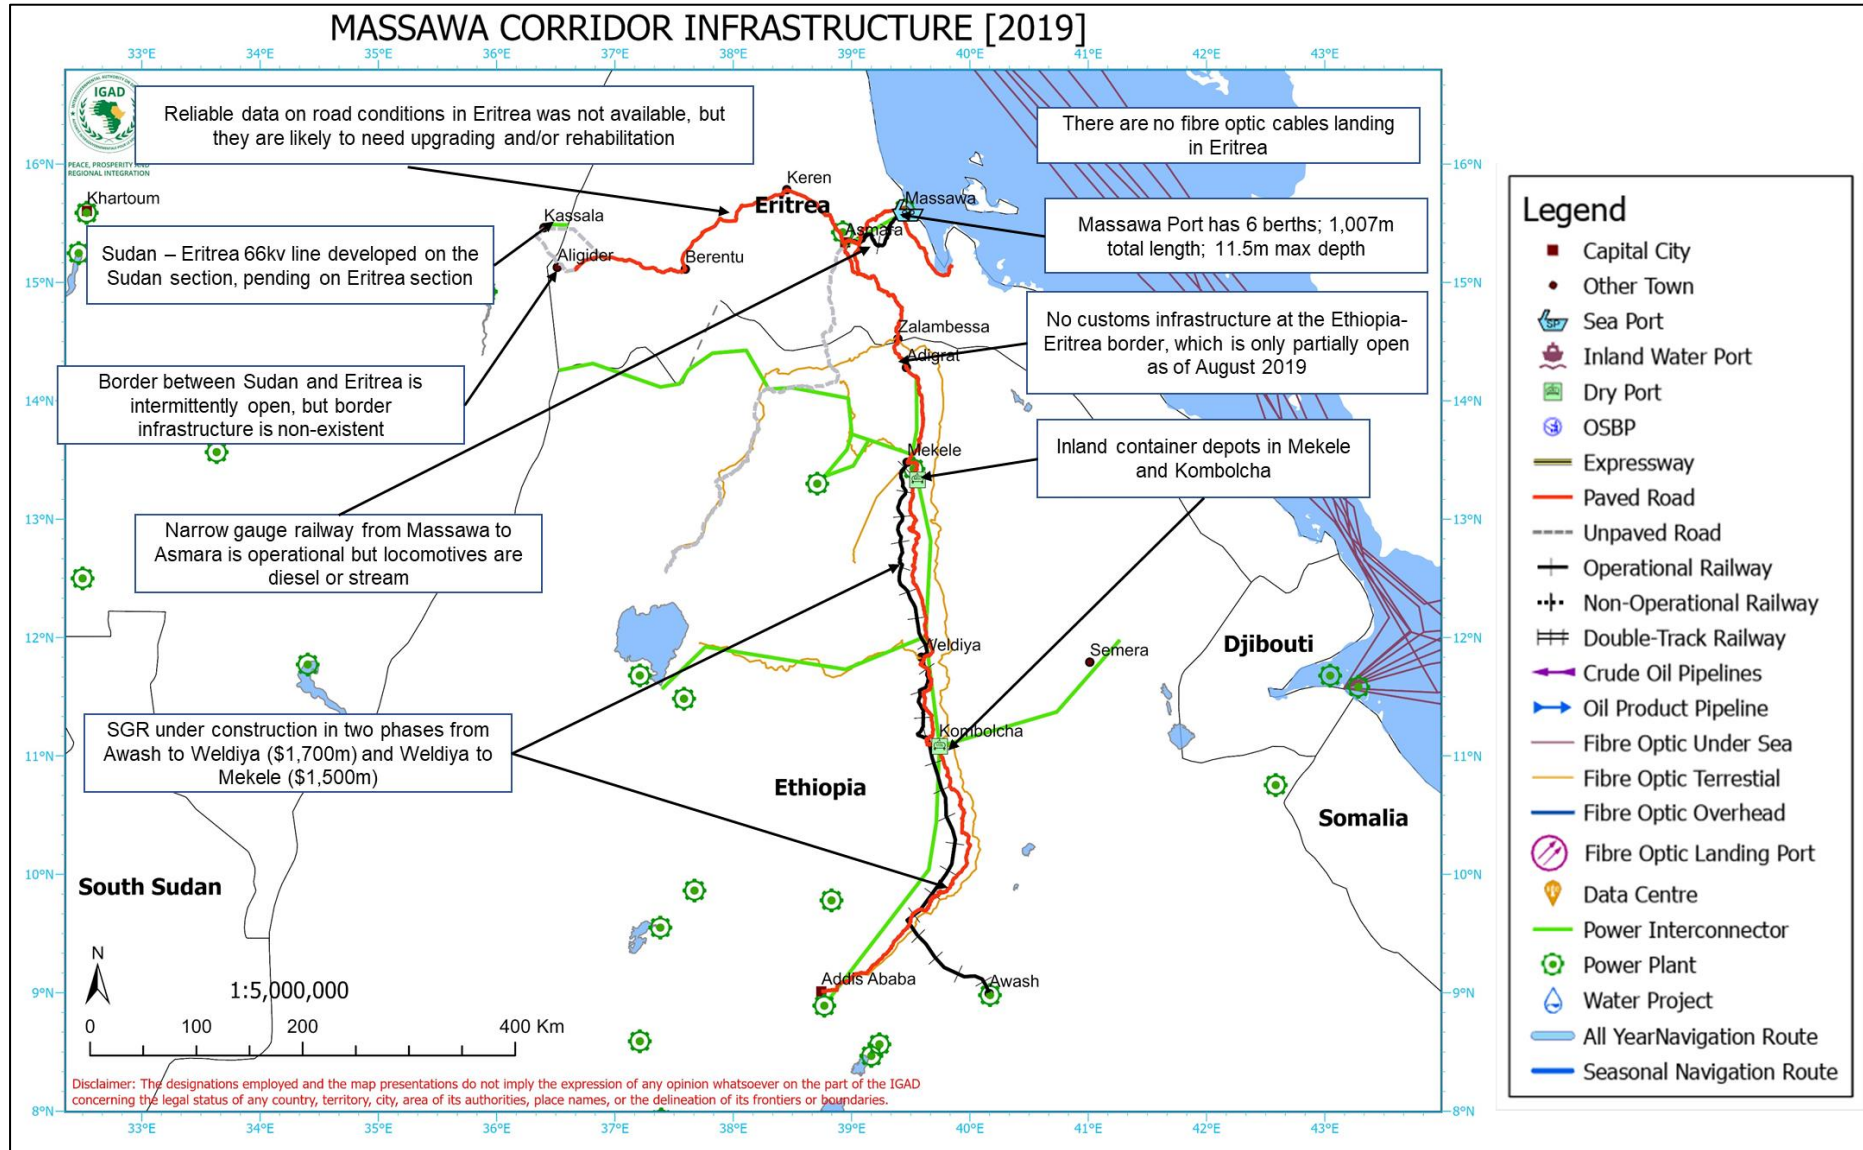 MASSAWA CORRIDOR INFRASTRUCTURE [2019]
33°E 34°E 35°E 36°E 37°E 38°E 39°E 40°E 41°E 42°E 43°E
IGAD
PEACE, PROSPERITY AND
REGIONAL INTEGRATION
Reliable data on road conditions in Eritrea was not available, but
they are likely to need upgrading and/or rehabilitation
There are no fibre optic cables landing
in Eritrea
16°N
16°N
Khartoum
Kassala
Keren
Eritrea
Massawa
Asmara
Aligider
Berentu
Massawa Port has 6 berths; 1,007m
total length; 11.5m max depth
Sudan – Eritrea 66kv line developed on the
Sudan section, pending on Eritrea section
15°N
15°N
Zalambessa
Adigrat
No customs infrastructure at the Ethiopia-
Eritrea border, which is only partially open
as of August 2019
Border between Sudan and Eritrea is
intermittently open, but border
infrastructure is non-existent
14°N
14°N
Mekele
Inland container depots in Mekele
and Kombolcha
13°N
13°N
Narrow gauge railway from Massawa to
Asmara is operational but locomotives are
diesel or stream
12°N
12°N
Weldiya
Semera
Djibouti
SGR under construction in two phases from
Awash to Weldiya ($1,700m) and Weldiya to
Mekele ($1,500m)
Kombolcha
11°N
11°N
Ethiopia
Somalia
South Sudan
10°N
10°N
N
1:5,000,000
0 100 200 400 Km
Addis Ababa
Awash
9°N
9°N
Disclaimer: The designations employed and the map presentations do not imply the expression of any opinion whatsoever on the part of the IGAD
concerning the legal status of any country, territory, city, area of its authorities, place names, or the delineation of its frontiers or boundaries.
8°N
8°N
33°E 34°E 35°E 36°E 37°E 38°E 39°E 40°E 41°E 42°E 43°E
Legend
Capital City
Other Town
SP
Sea Port
Inland Water Port
Dry Port
OSBP
Expressway
Paved Road
Unpaved Road
Operational Railway
Non-Operational Railway
Double-Track Railway
Crude Oil Pipelines
Oil Product Pipeline
Fibre Optic Under Sea
Fibre Optic Terrestial
Fibre Optic Overhead
Fibre Optic Landing Port
Data Centre
Power Interconnector
Power Plant
Water Project
All YearNavigation Route
Seasonal Navigation Route